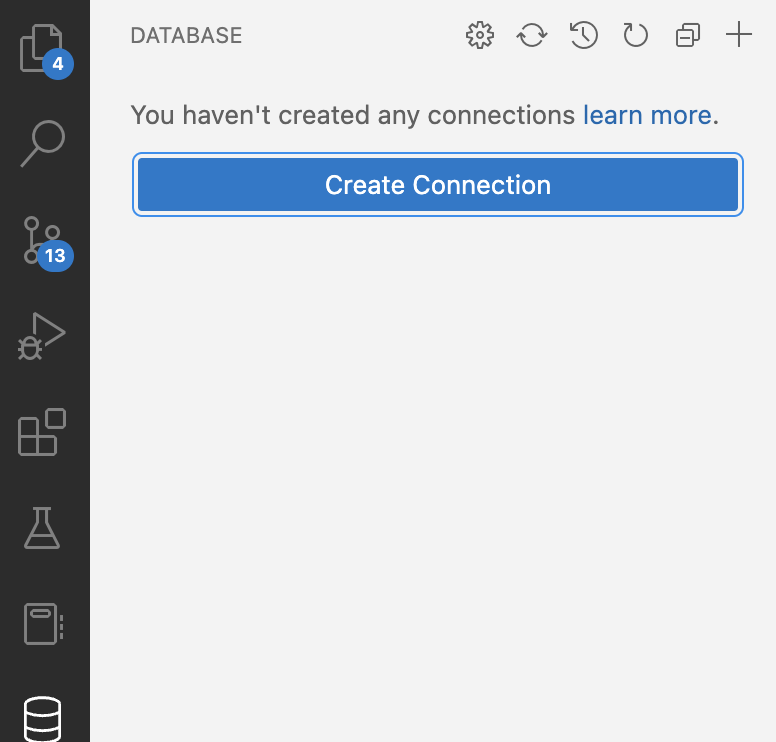 DATABASE
4
You haven't created any connections learn more.
Create Connection
13